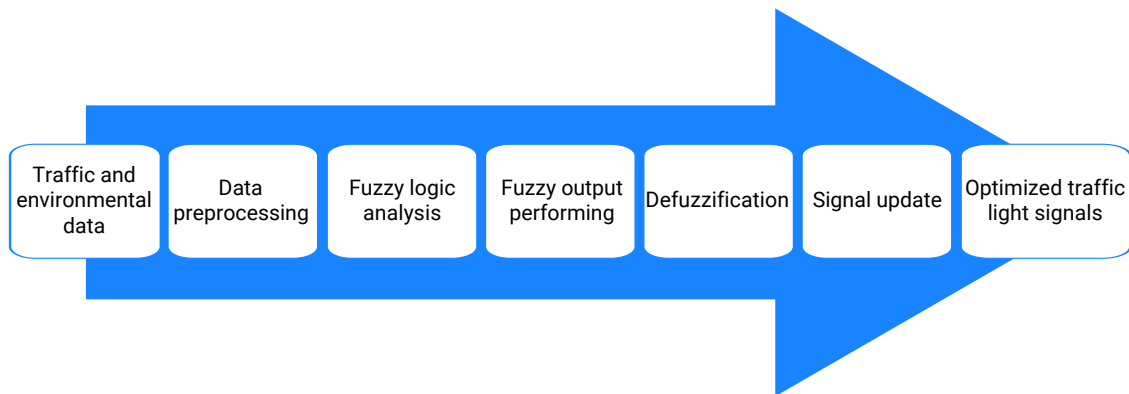 Traffic and
environmental
data
Data
preprocessing
Fuzzy logic
analysis
Fuzzy output
performing
Defuzzification
Signal update
Optimized traffic
light signals